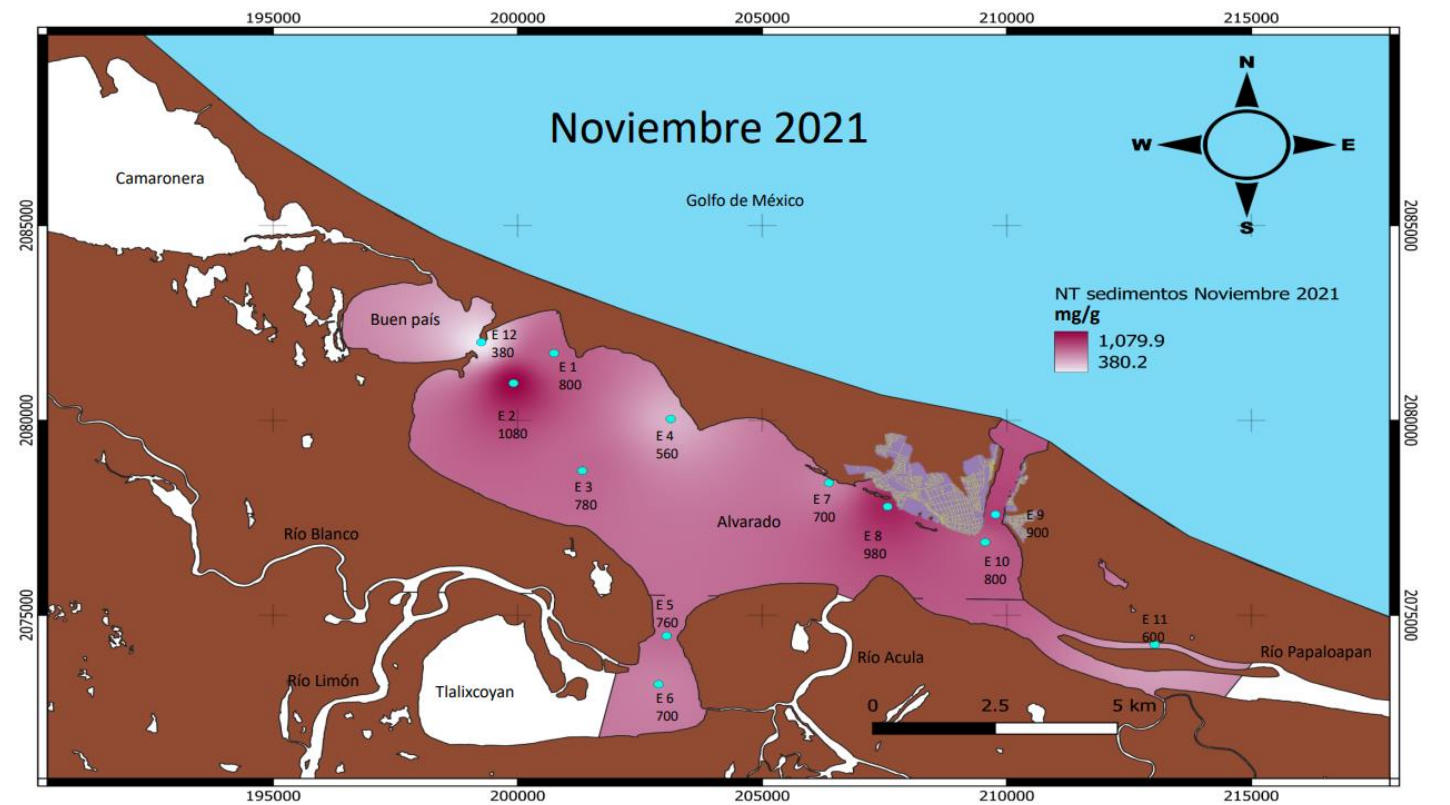 195000
200000
205000
210000
215000
N
W
E
S
Noviembre 2021
Camaronera
Golfo de México
2085000
2085000
NT sedimentos Noviembre 2021
mg/g
1,079.9
380.2
Buen país
E 12
380
E 1
800
E 2
1080
E 4
560
2080000
2080000
E 3
780
E 7
700
Alvarado
E 8
980
E 9
900
E 10
800
Río Blanco
E 5
760
2075000
2075000
E 11
600
Río Papaloapan
Río Acula
Río Limón
Tlalixcoyan
E 6
700
0
2.5
5 km
195000
200000
205000
210000
215000